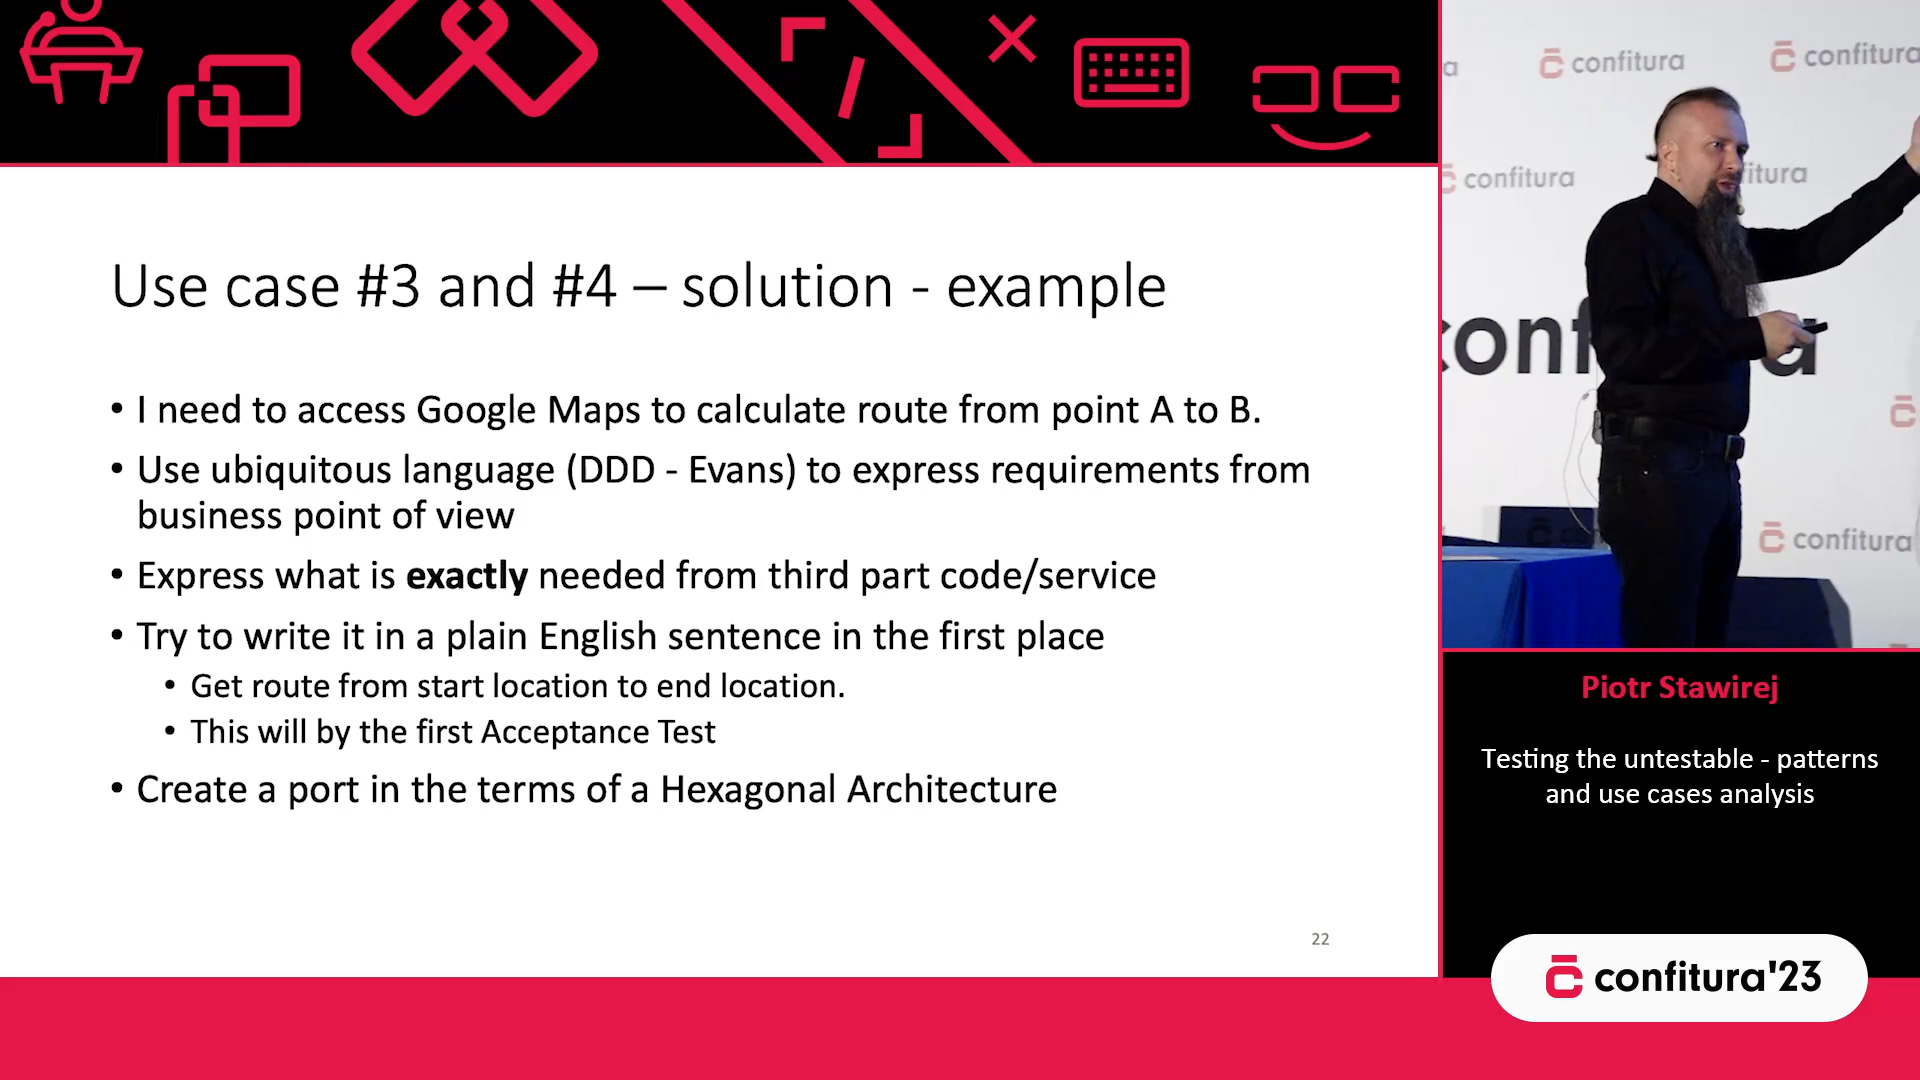 Use case #3 and #4 – solution - example
• I need to access Google Maps to calculate route from point A to B.
• Use ubiquitous language (DDD - Evans) to express requirements from
business point of view
• Express what is exactly needed from third part code/service
• Try to write it in a plain English sentence in the first place
• Get route from start location to end location.
• This will by the first Acceptance Test
• Create a port in the terms of a Hexagonal Architecture
22
confitura
confitura
confitura
itura
confitura
Piotr Stawirej
Testing the untestable - patterns
and use cases analysis
confitura'23